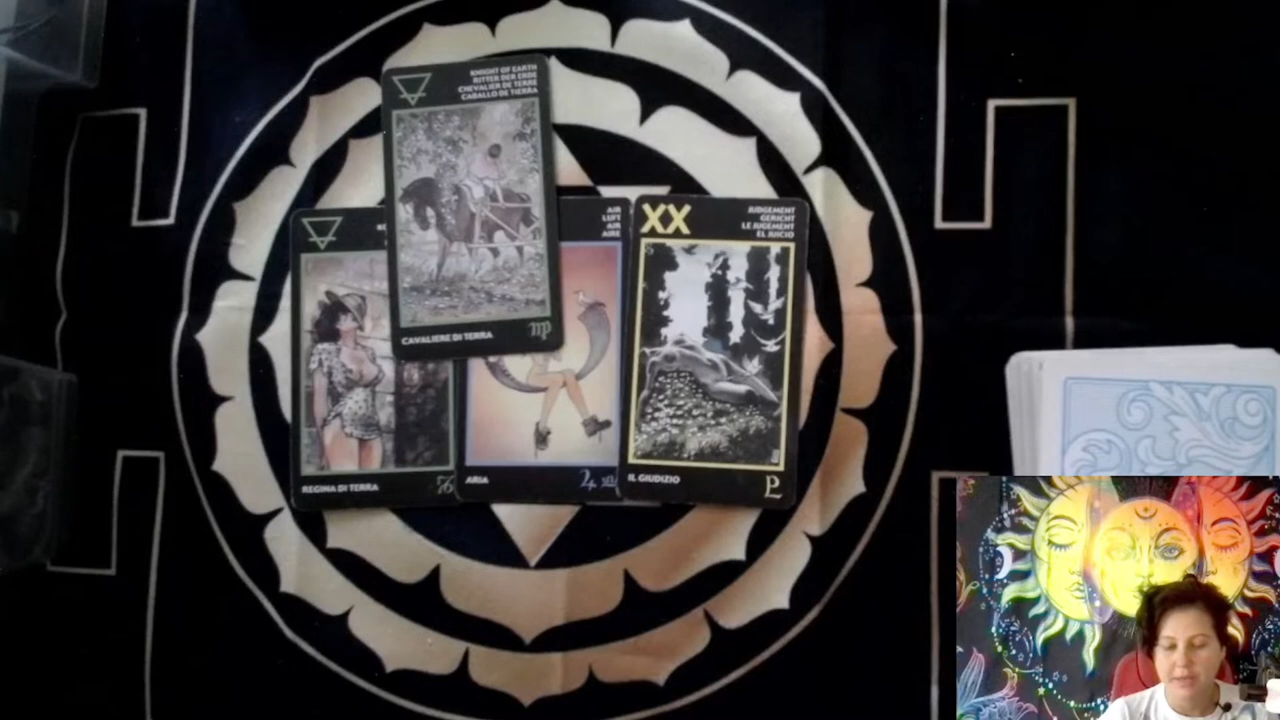 KNIGHT OF EARTH
RITTER DER ERDE
CHEVALIER DE TERRE
CABALLO DE TIERRA
CAVALIERE DI TERRA
REGINA DI TERRA
AIR
LUFT
AIR
AIRE
ARIA
XX
JUDGEMENT
GERICHT
LE JUGEMENT
EL JUICIO
IL GIUDIZIO